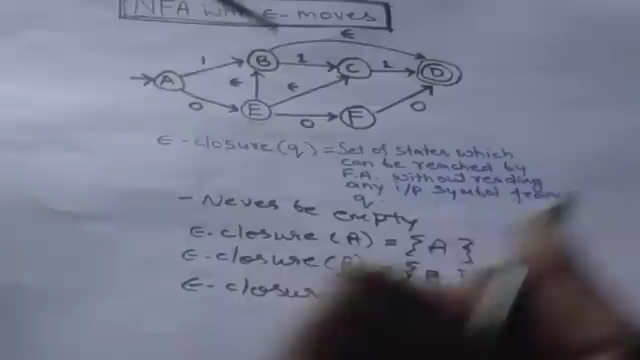 NFA with ε-moves
ε
A 1 B 1 C 1 D
ε ε
0 E 0 F 0
ε-closure(q) = Set of states which
can be reached by
F.A. without reading
any i/p symbol from
q.
- Never be empty
ε-closure(A) = {A}
ε-closure( = {
ε-closur